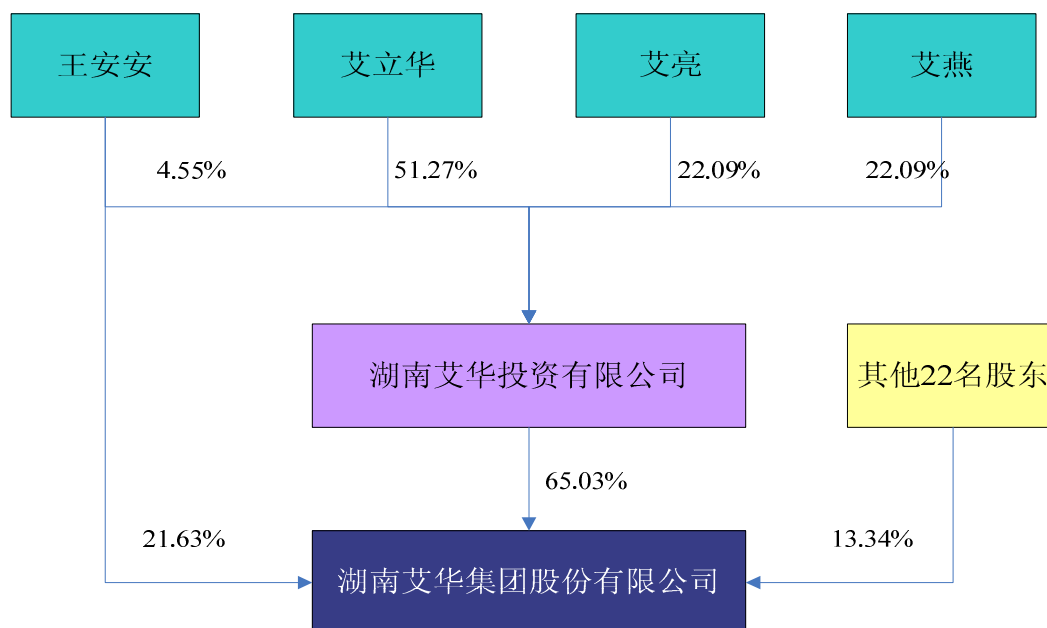 王安安
艾立华
艾亮
艾燕
4.55%
51.27%
22.09%
22.09%
湖南艾华投资有限公司
其他22名股东
65.03%
21.63%
13.34%
湖南艾华集团股份有限公司